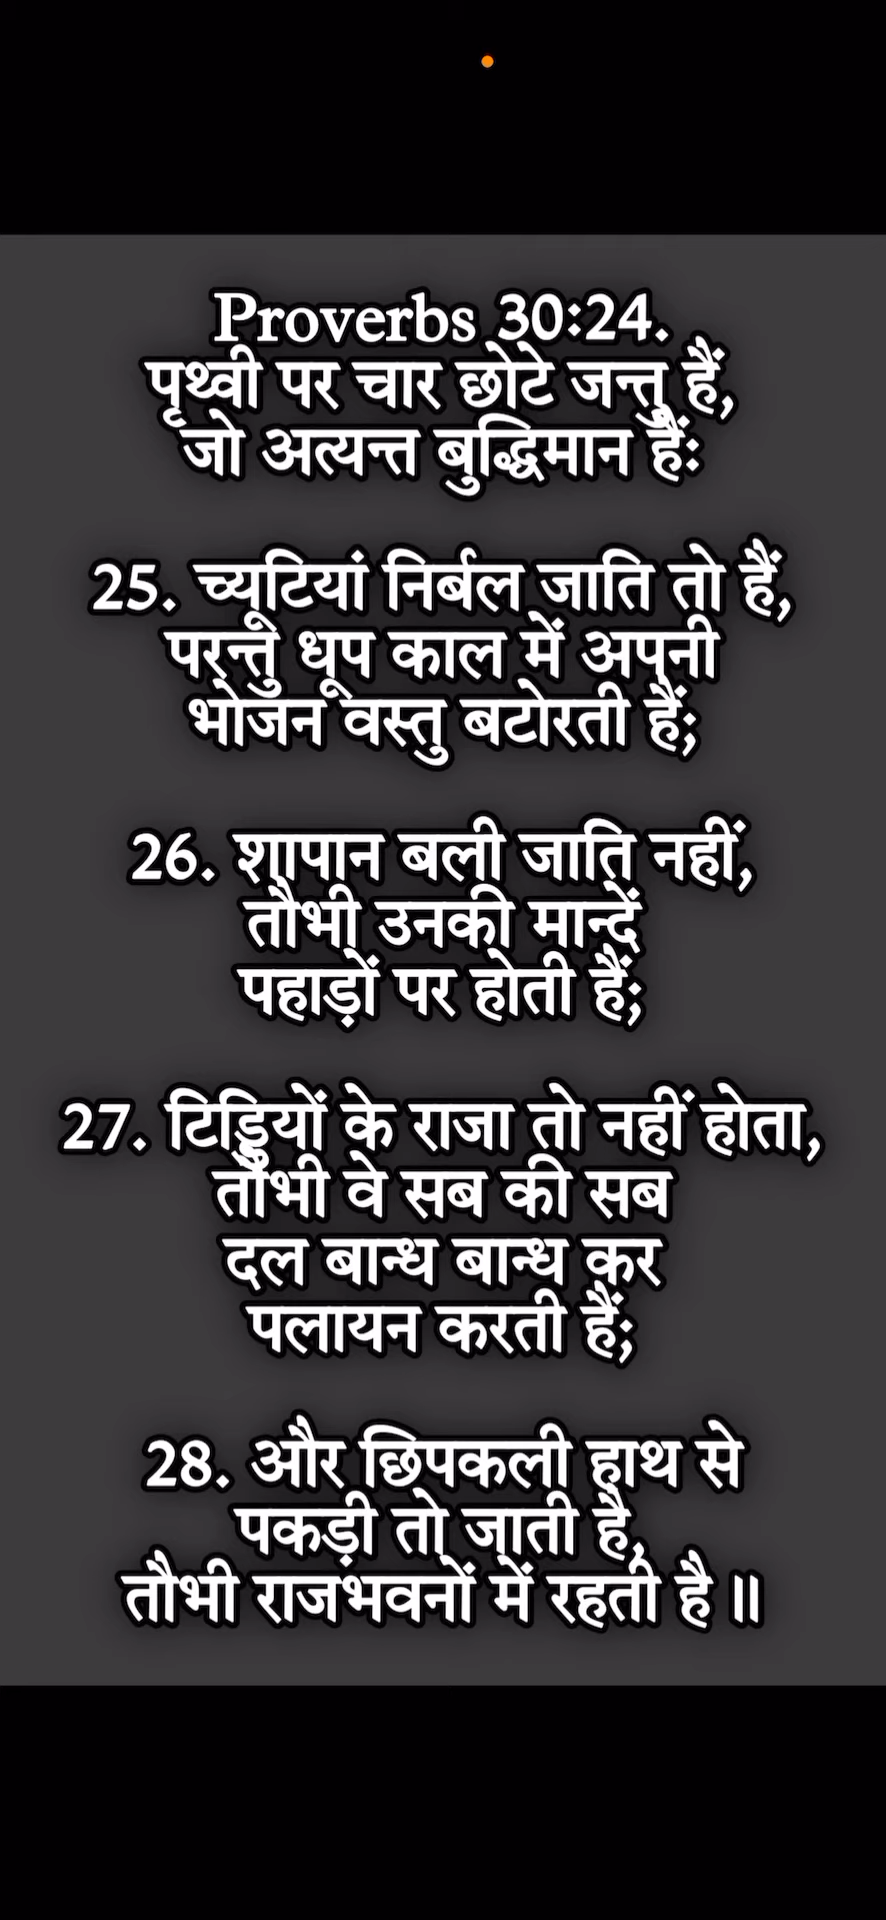 Proverbs 30:24.
पृथ्वी पर चार छोटे जन्तु हैं,
जो अत्यन्त बुद्धिमान हैं:
25. च्यूटियां निर्बल जाति तो हैं,
परन्तु धूप काल में अपनी
भोजन वस्तु बटोरती हैं;
26. शापान बली जाति नहीं,
तौभी उनकी मान्दें
पहाड़ों पर होती हैं;
27. टिड्डियों के राजा तो नहीं होता,
तौभी वे सब की सब
दल बान्ध बान्ध कर
पलायन करती हैं;
28. और छिपकली हाथ से
पकड़ी तो जाती है,
तौभी राजभवनों में रहती है॥